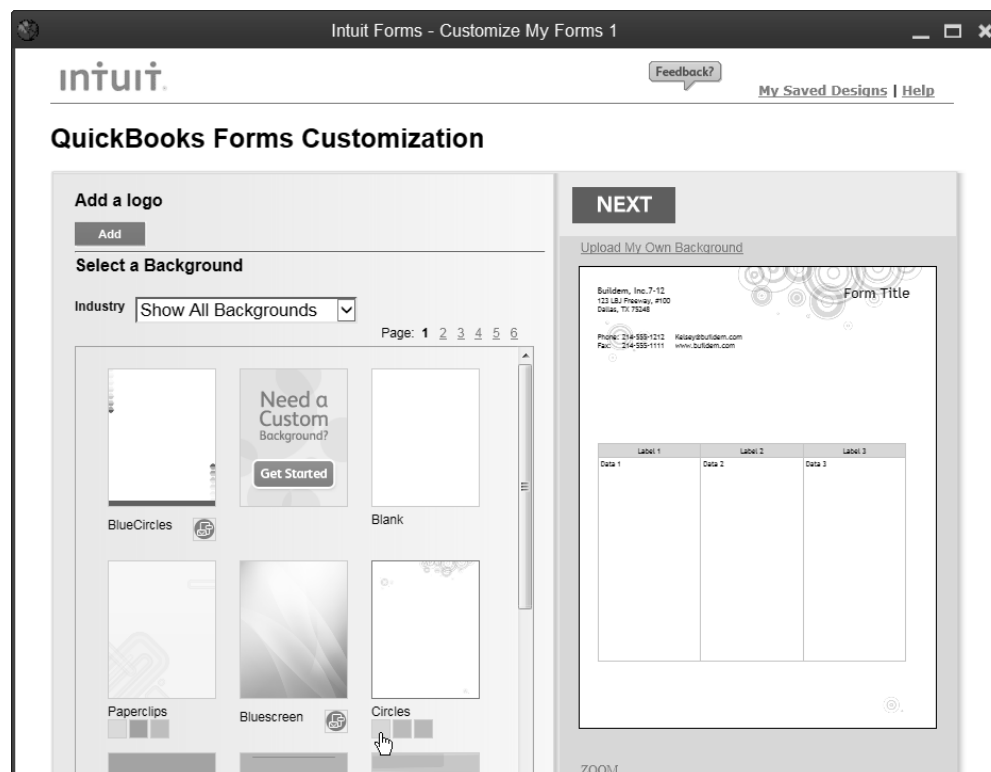 Intuit Forms - Customize My Forms 1
intuit.
Feedback?
My Saved Designs | Help
QuickBooks Forms Customization
Add a logo
Add
Select a Background
Industry Show All Backgrounds
Page: 1 2 3 4 5 6
Need a
Custom
Background?
Get Started
BlueCircles
Blank
Paperclips
Bluescreen
Circles
NEXT
Upload My Own Background
Buildem, Inc.7-12
123 LBJ Freeway, #100
Dallas, TX 75248
Form Title
Phone: 214-555-1212 Kelsey@buildem.com
Fax: 214-555-1111 www.buildem.com
Label 1 Label 2 Label 3
Data 1 Data 2 Data 3
ZOOM